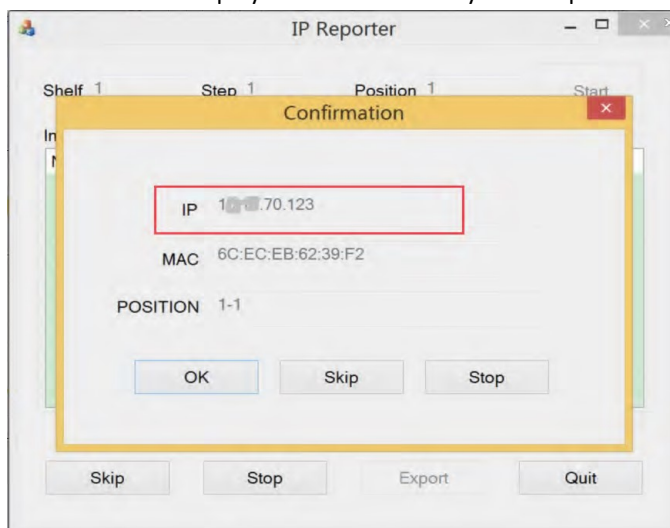 IP Reporter
Shelf 1 Step 1 Position 1 Start
Confirmation
IP .70.123
MAC 6C:EC:EB:62:39:F2
POSITION 1-1
OK Skip Stop
Skip Stop Export Quit